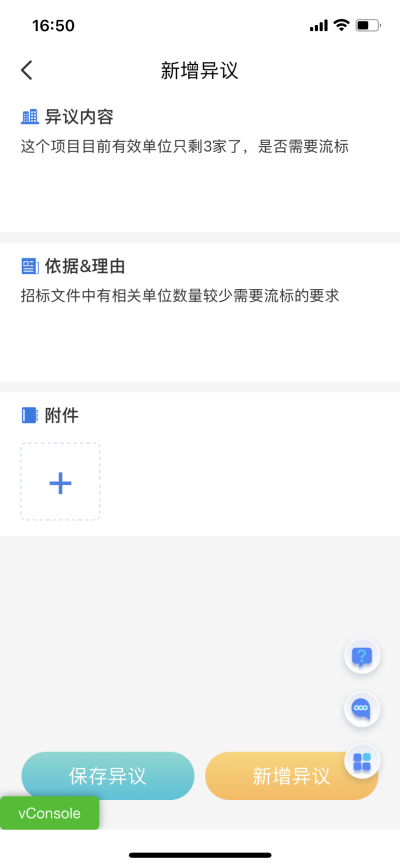 16:50
新增异议
异议内容
这个项目目前有效单位只剩3家了，是否需要流标
依据&理由
招标文件中有相关单位数量较少需要流标的要求
附件
保存异议
新增异议
vConsole